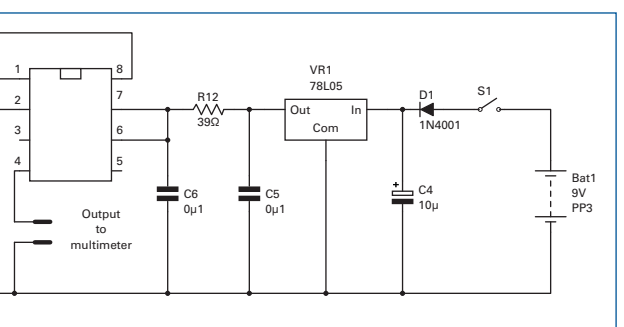 1
2
3
4
8
7
6
5
R12
39Ω
VR1
78L05
Out
In
Com
D1
1N4001
S1
C6
0µ1
C5
0µ1
+
C4
10µ
Bat1
9V
PP3
Output
to
multimeter